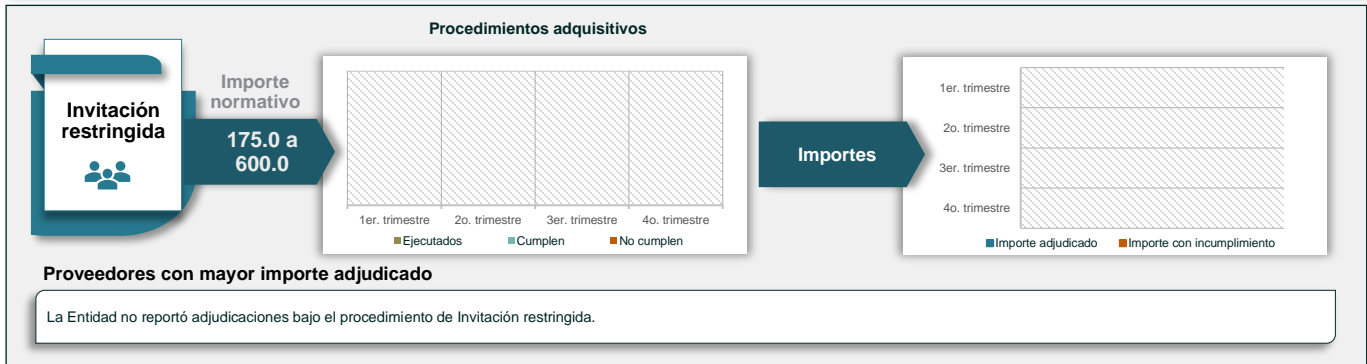 Procedimientos adquisitivos
Invitación
restringida
Importe
normativo
175.0 a
600.0
1er. trimestre
2o. trimestre
3er. trimestre
4o. trimestre
Ejecutados
Cumplen
No cumplen
Importes
1er. trimestre
2o. trimestre
3er. trimestre
4o. trimestre
Importe adjudicado
Importe con incumplimiento
Proveedores con mayor importe adjudicado
La Entidad no reportó adjudicaciones bajo el procedimiento de Invitación restringida.